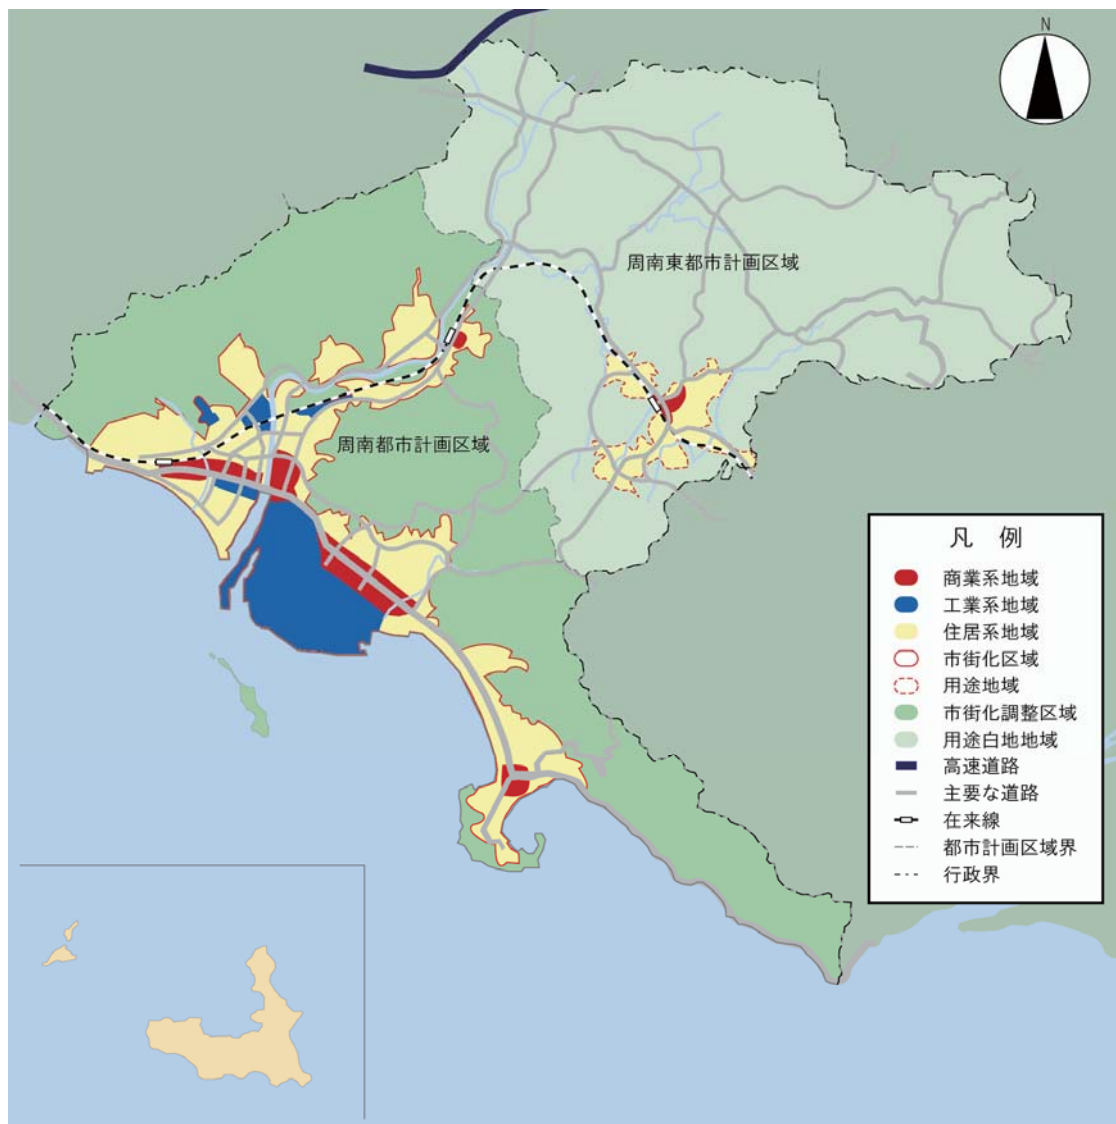 N
周南東都市計画区域
周南都市計画区域
凡 例
商業系地域
工業系地域
住居系地域
市街化区域
用途地域
市街化調整区域
用途白地地域
高速道路
主要な道路
在来線
都市計画区域界
行政界